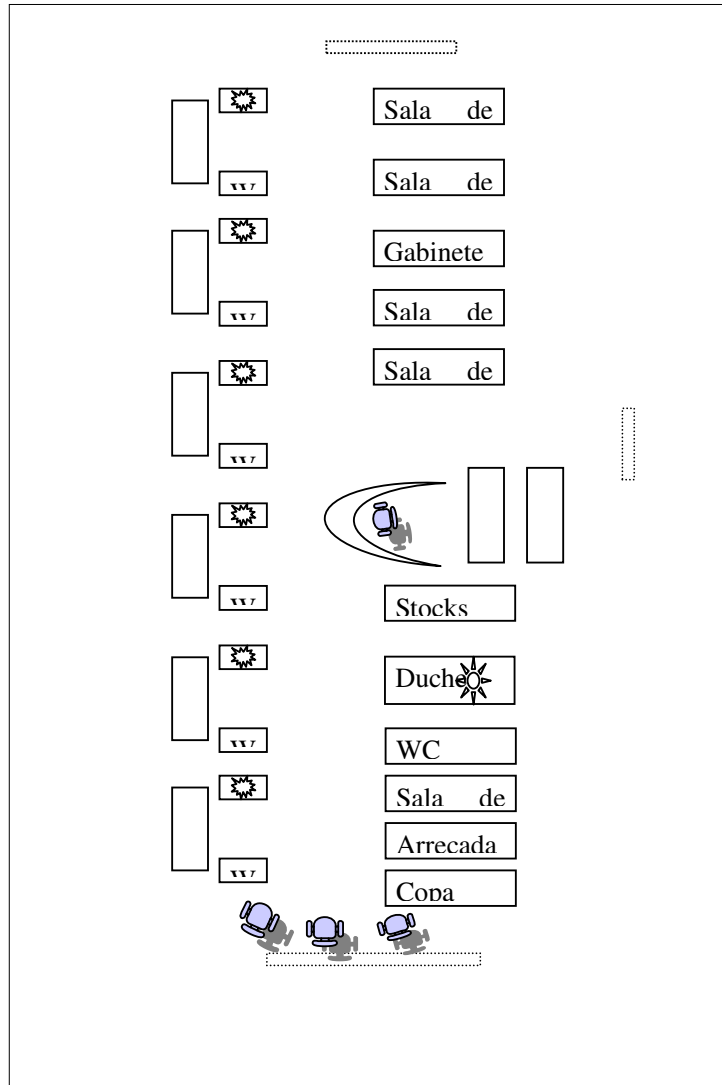 Sala de
Sala de
Gabinete
Sala de
Sala de
Stocks
Duche
WC
Sala de
Arrecada
Copa